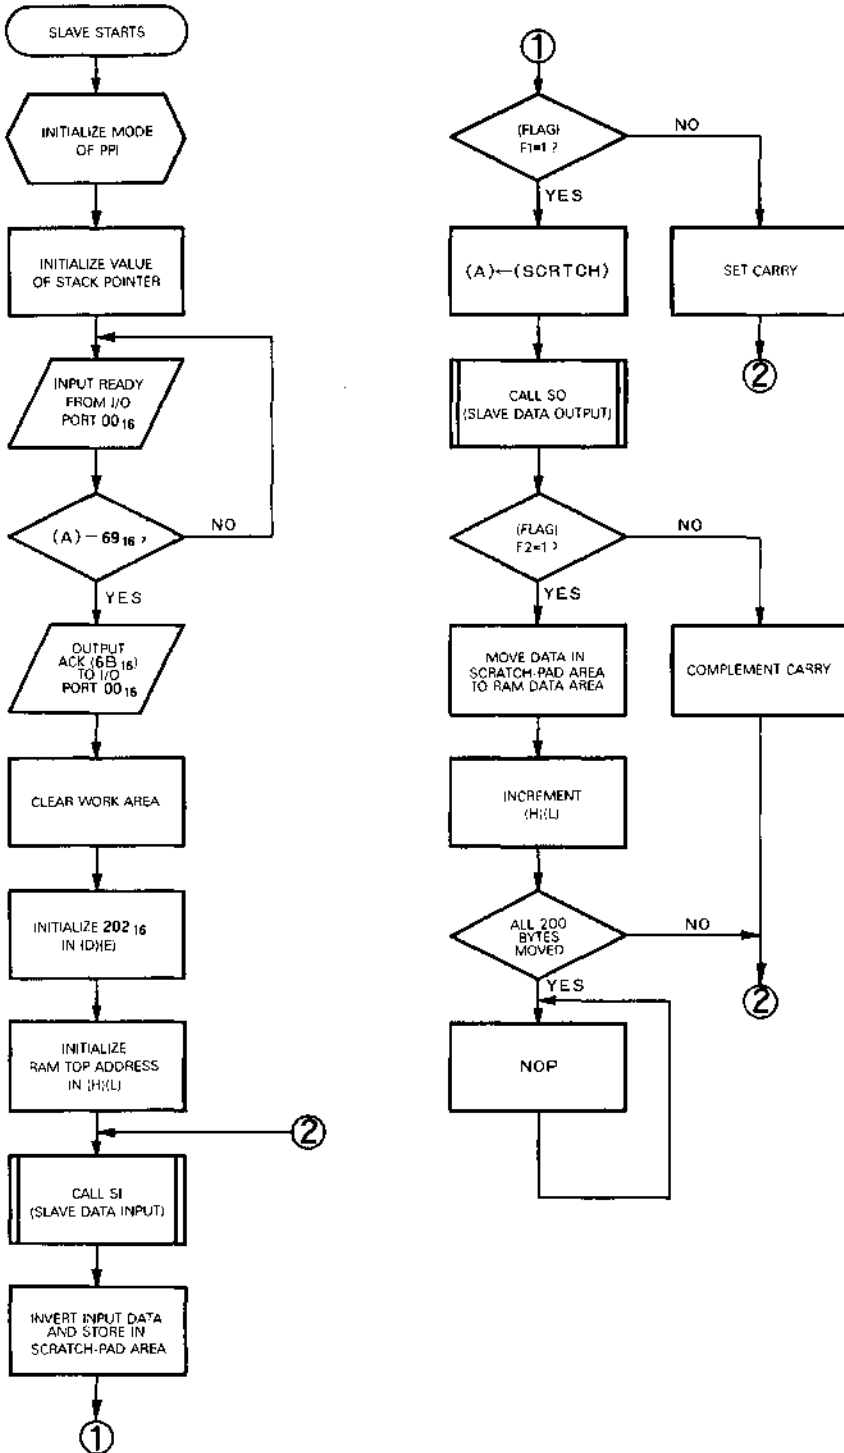 SLAVE STARTS
INITIALIZE MODE
OF PPI
INITIALIZE VALUE
OF STACK POINTER
INPUT READY
FROM I/O
PORT 00₁₆
(A)–69₁₆?
NO
YES
OUTPUT
ACK (6B₁₆)
TO I/O
PORT 00₁₆
CLEAR WORK AREA
INITIALIZE 202₁₆
IN (D)(E)
INITIALIZE
RAM TOP ADDRESS
IN (H)(L)
②
CALL SI
(SLAVE DATA INPUT)
INVERT INPUT DATA
AND STORE IN
SCRATCH-PAD AREA
①
①
(FLAG)
F1=1?
NO
YES
(A)←(SCRTCH)
SET CARRY
②
CALL SO
(SLAVE DATA OUTPUT)
(FLAG)
F2=1?
NO
YES
MOVE DATA IN
SCRATCH-PAD AREA
TO RAM DATA AREA
COMPLEMENT CARRY
INCREMENT
(H)(L)
ALL 200
BYTES
MOVED
NO
YES
②
NOP